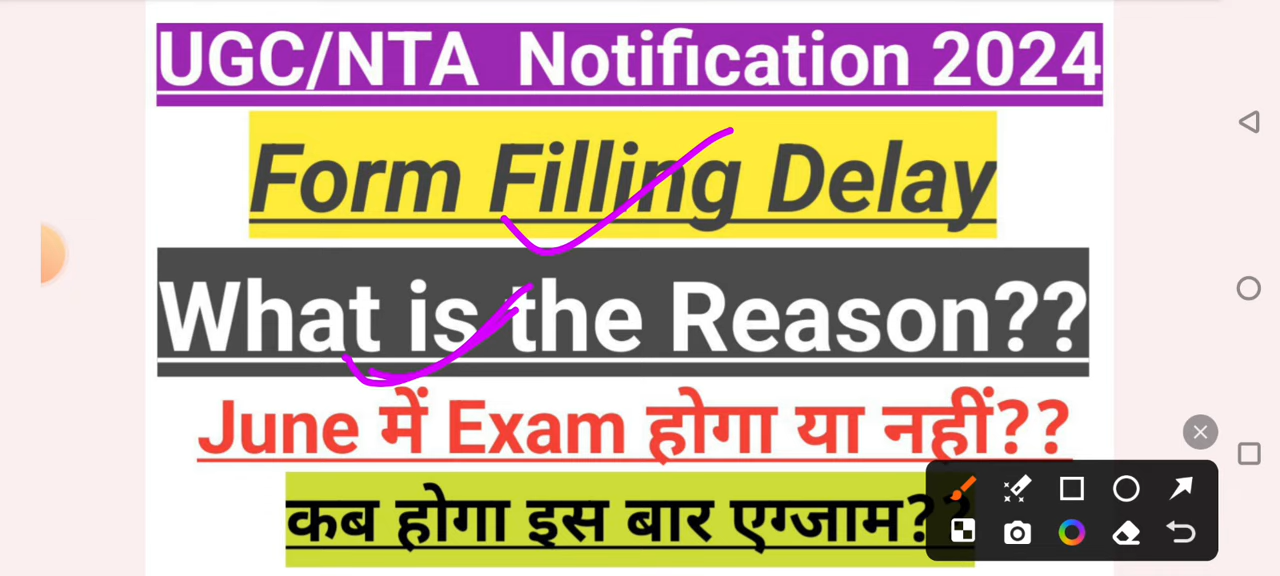 UGC/NTA Notification 2024
Form Filling Delay
What is the Reason??
June में Exam होगा या नहीं??
कब होगा इस बार एग्जाम??